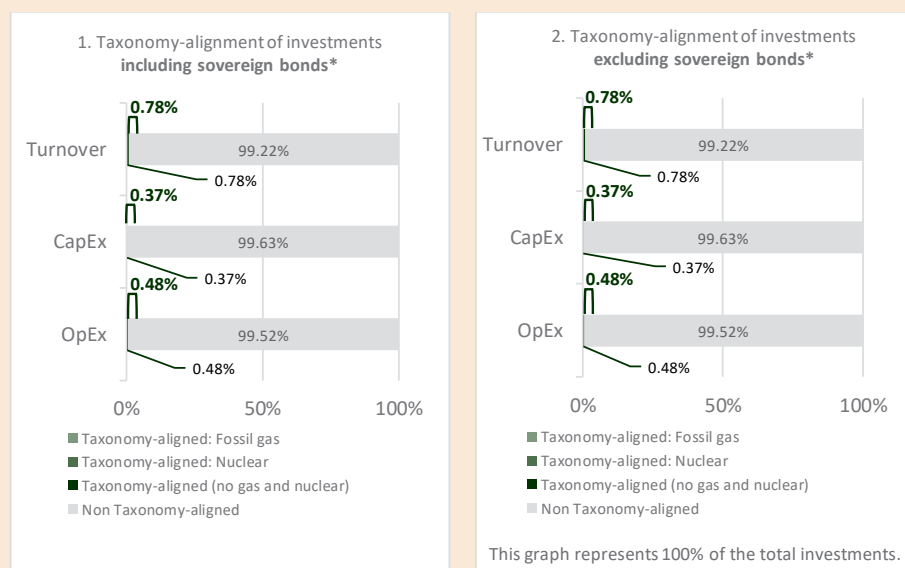 1. Taxonomy-alignment of investments
including sovereign bonds*
0.78%
Turnover
99.22%
0.78%
0.37%
CapEx
99.63%
0.37%
0.48%
OpEx
99.52%
0.48%
0%
50%
100%
Taxonomy-aligned: Fossil gas
Taxonomy-aligned: Nuclear
Taxonomy-aligned (no gas and nuclear)
Non Taxonomy-aligned
2. Taxonomy-alignment of investments
excluding sovereign bonds*
0.78%
Turnover
99.22%
0.78%
0.37%
CapEx
99.63%
0.37%
0.48%
OpEx
99.52%
0.48%
0%
50%
100%
Taxonomy-aligned: Fossil gas
Taxonomy-aligned: Nuclear
Taxonomy-aligned (no gas and nuclear)
Non Taxonomy-aligned
This graph represents 100% of the total investments.